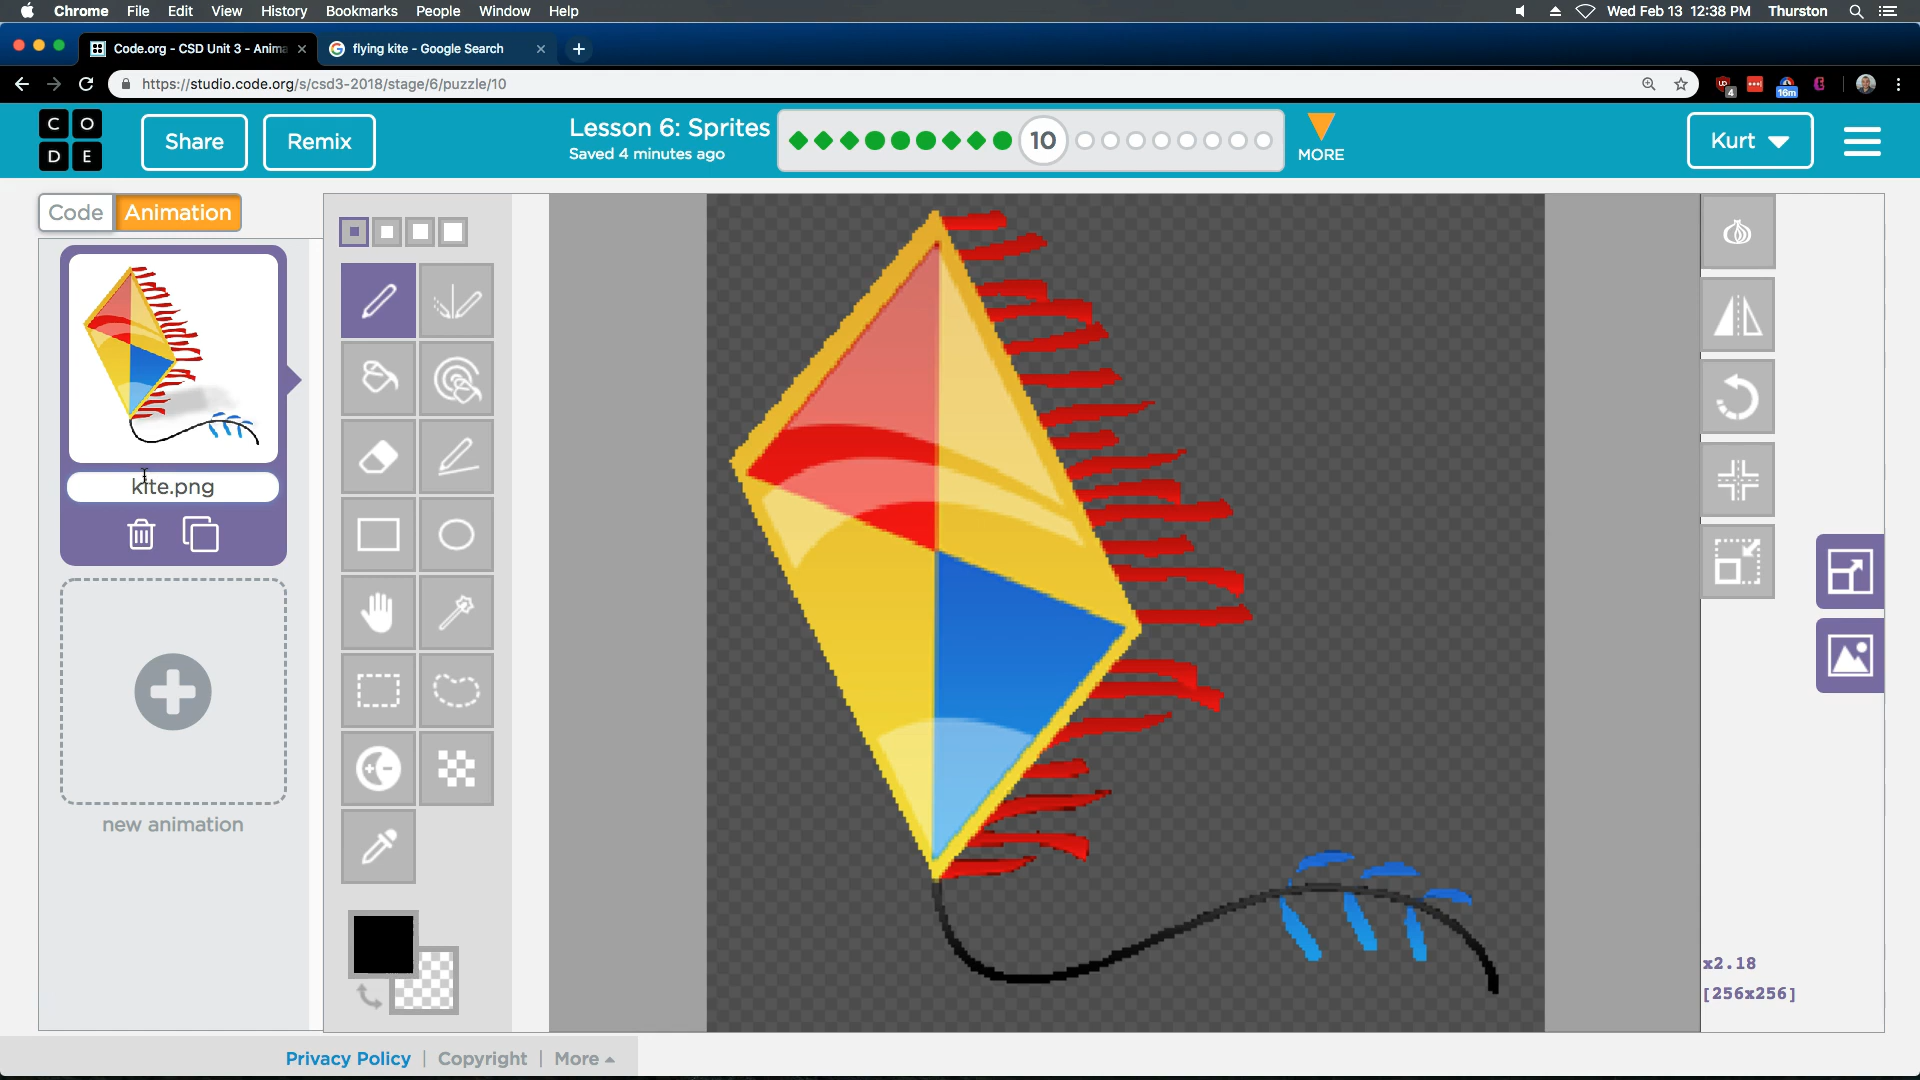 Chrome File Edit View History Bookmarks People Window Help
Wed Feb 13 12:38 PM Thurston
Code.org - CSD Unit 3 - Anima
flying kite - Google Search
https://studio.code.org/s/csd3-2018/stage/6/puzzle/10
4
16m
C O
D E
Share
Remix
Lesson 6: Sprites
Saved 4 minutes ago
10
MORE
Kurt
Code
Animation
kite.png
new animation
x2.18
[256x256]
Privacy Policy | Copyright | More